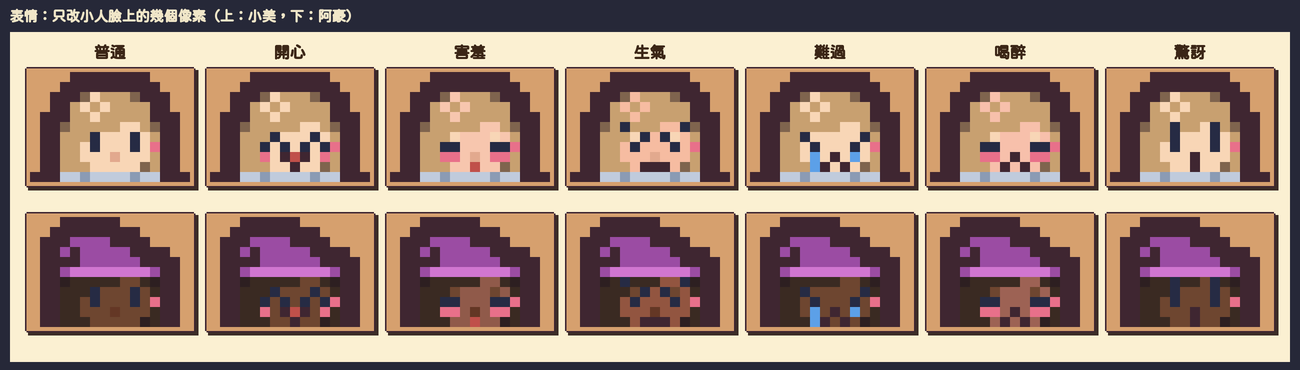 表情：只改小人臉上的幾個像素（上：小美，下：阿豪）
普通
開心
害羞
生氣
難過
喝醉
驚訝